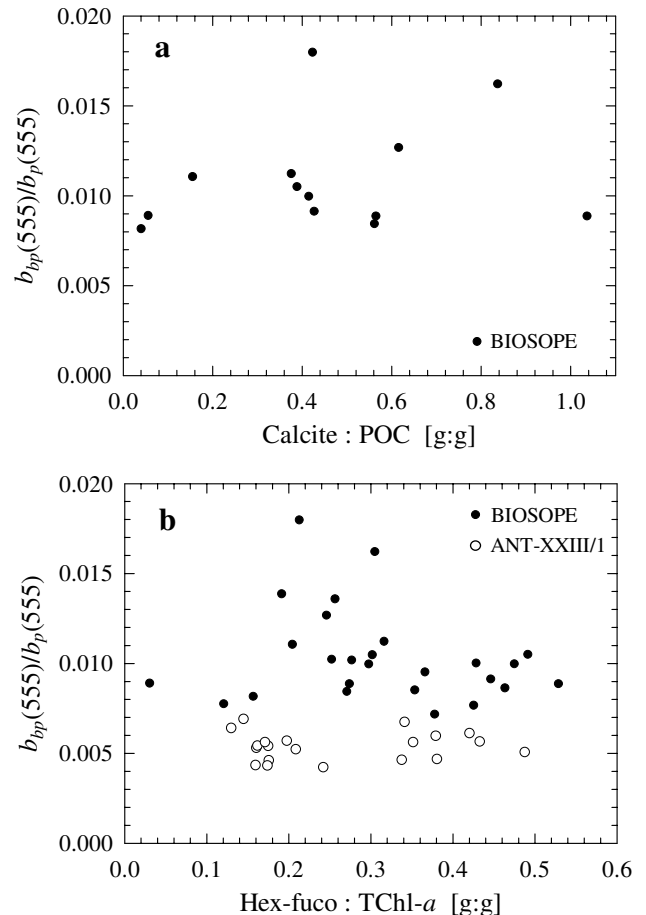 a
0.020
0.015
0.010
0.005
0.000
b_bp(555)/b_p(555)
BIOSOPE
0.0 0.2 0.4 0.6 0.8 1.0
Calcite : POC [g:g]
b
0.020
0.015
0.010
0.005
0.000
b_bp(555)/b_p(555)
BIOSOPE
ANT-XXIII/1
0.0 0.1 0.2 0.3 0.4 0.5 0.6
Hex-fuco : TChl-a [g:g]